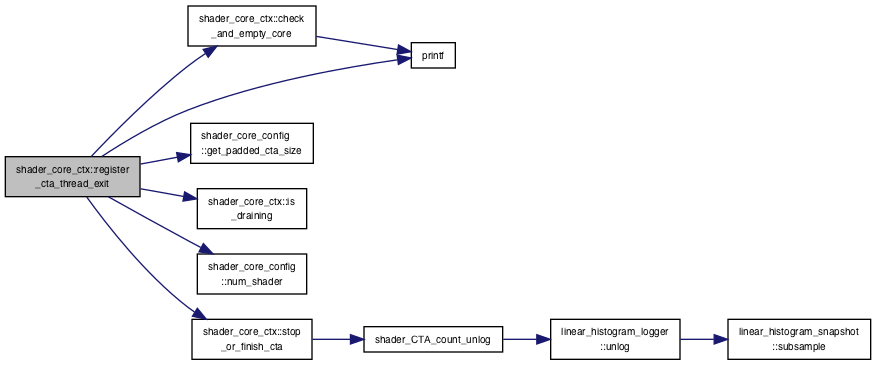 shader_core_ctx::check
_and_empty_core
printf
shader_core_config
::get_padded_cta_size
shader_core_ctx::register
_cta_thread_exit
shader_core_ctx::is
_draining
shader_core_config
::num_shader
shader_core_ctx::stop
_or_finish_cta
shader_CTA_count_unlog
linear_histogram_logger
::unlog
linear_histogram_snapshot
::subsample